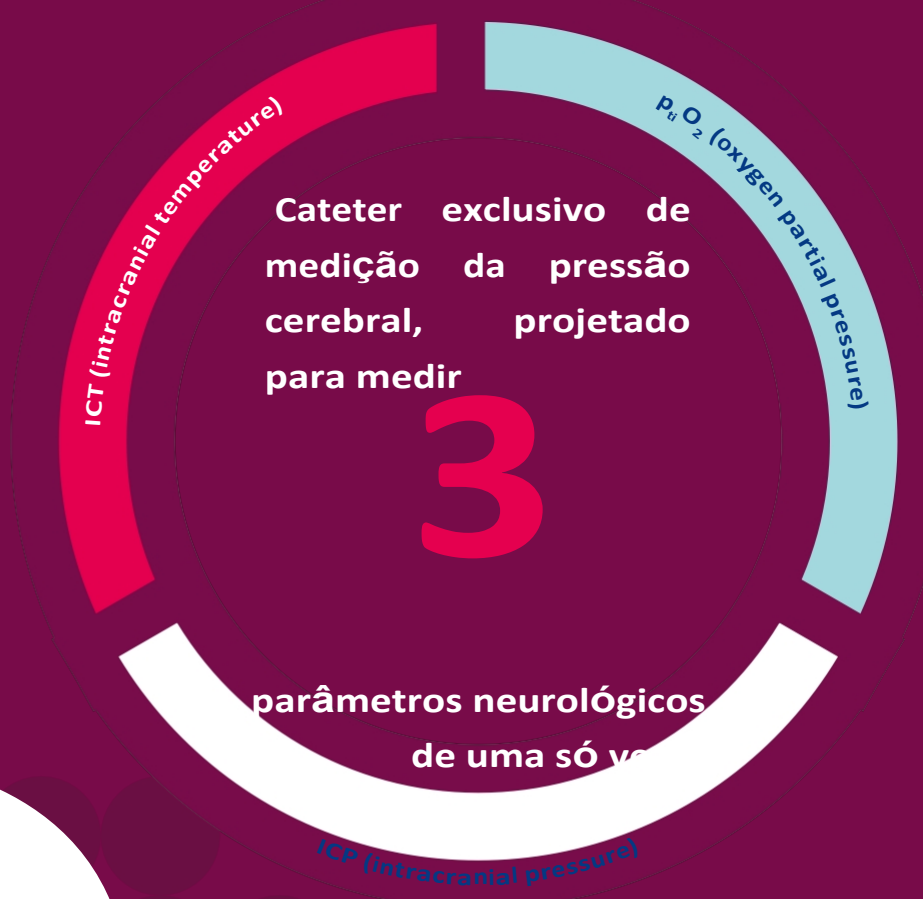 ICT (intracranial temperature)
ptiO2 (oxygen partial pressure)
Cateter exclusivo de
medição da pressão
cerebral, projetado
para medir
3
parâmetros neurológicos
de uma só
ICP (intracranial pressure)